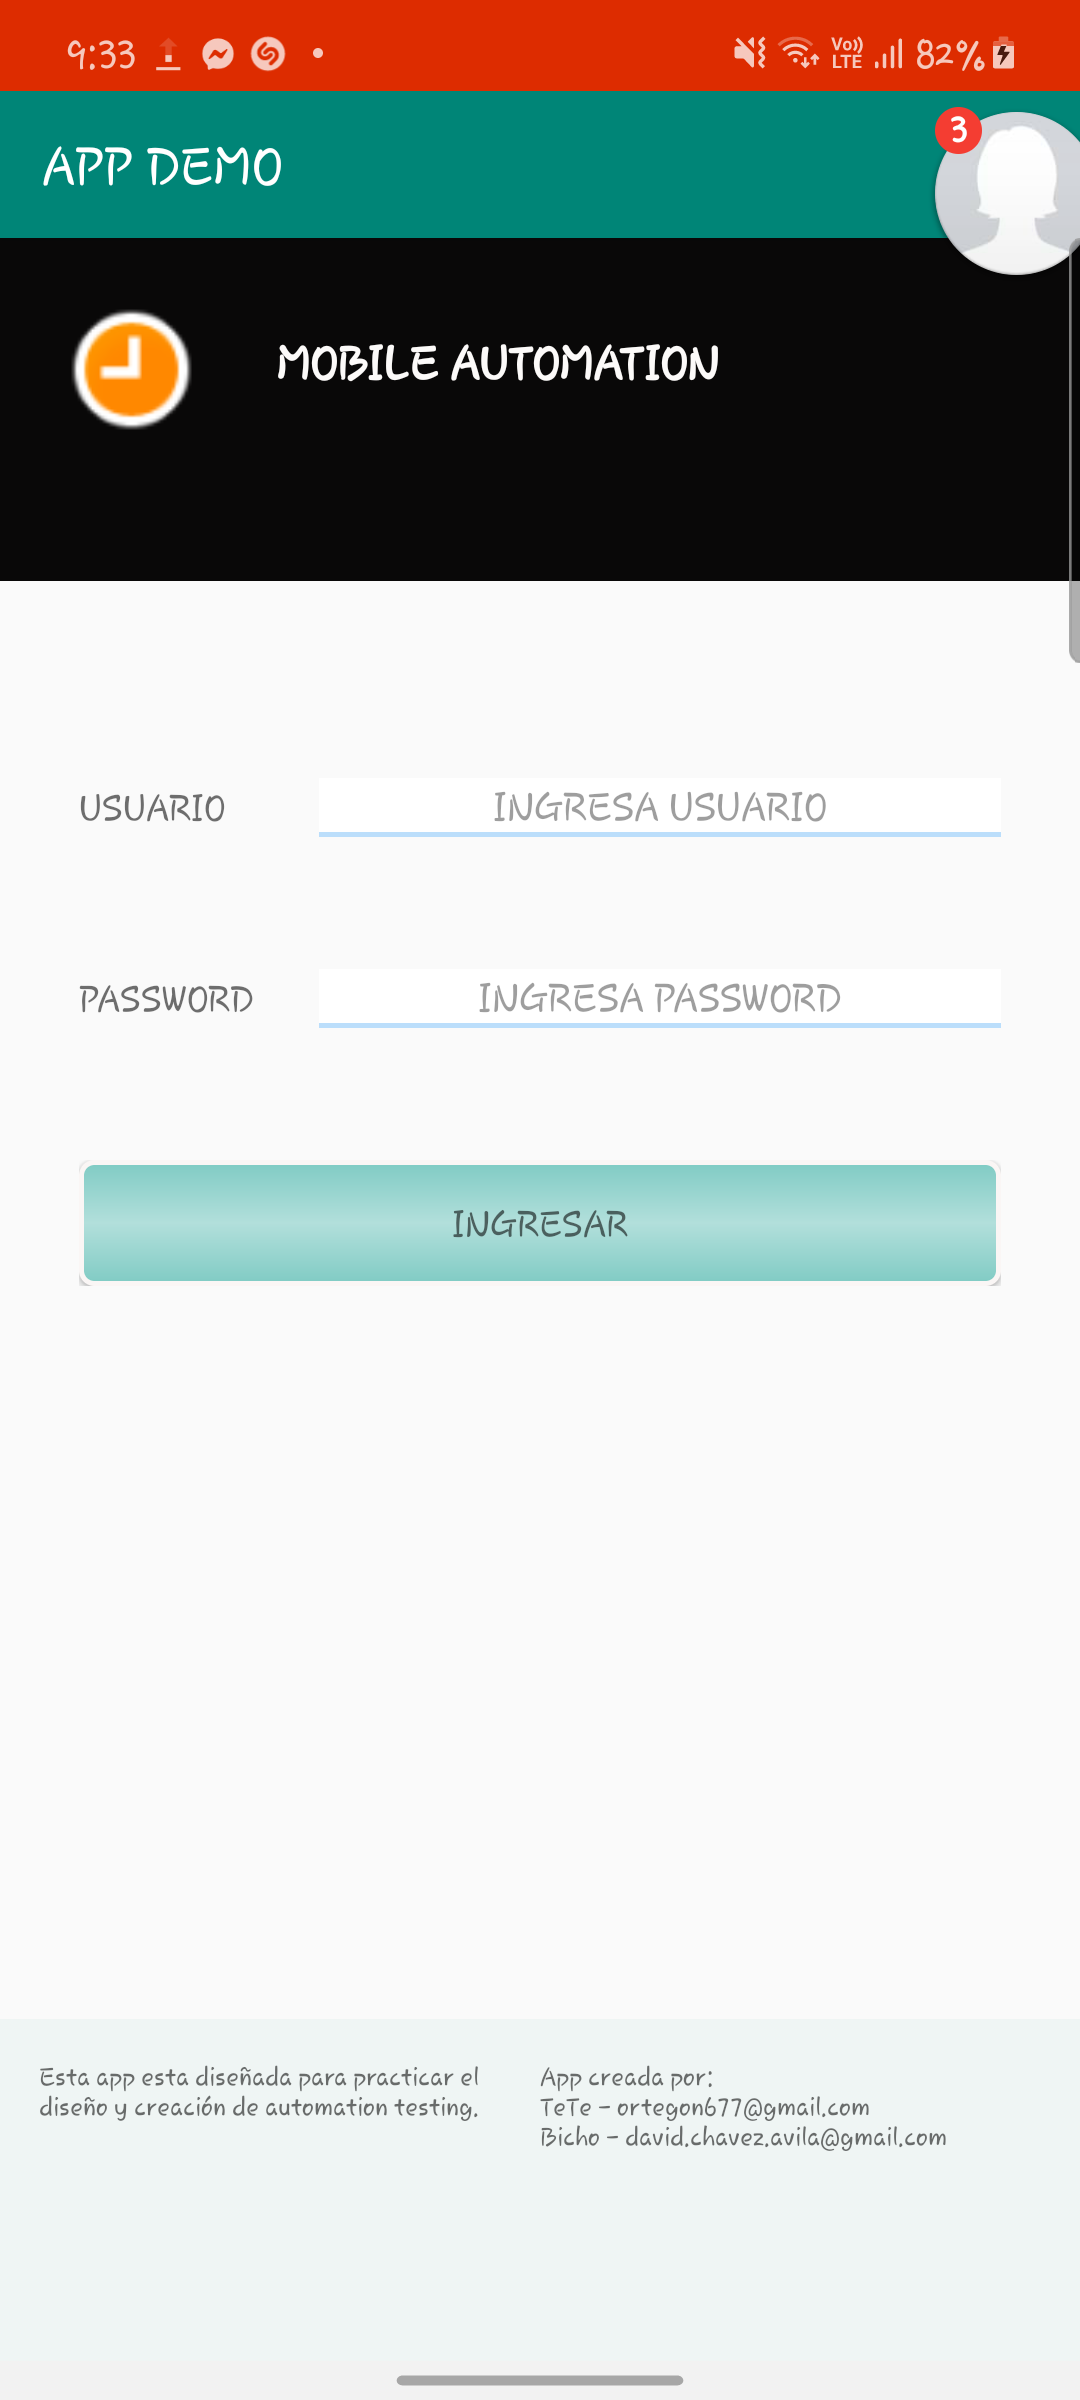 9:33
Vo)) LTE 82%
APP DEMO
3
MOBILE AUTOMATION
USUARIO
INGRESA USUARIO
PASSWORD
INGRESA PASSWORD
INGRESAR
Esta app esta diseñada para practicar el
diseño y creación de automation testing.
App creada por:
TeTe - ortegon677@gmail.com
Bicho - david.chavez.avila@gmail.com